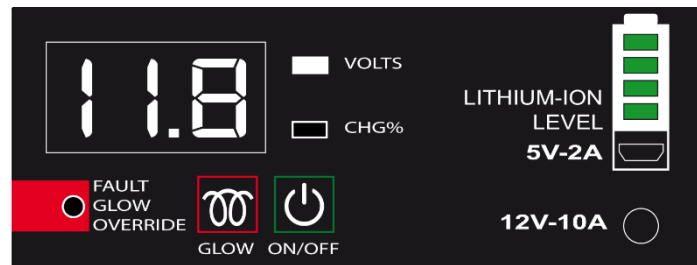 11.8
VOLTS
CHG%
LITHIUM-ION
LEVEL
5V-2A
FAULT
GLOW
OVERRIDE
GLOW
ON/OFF
12V-10A